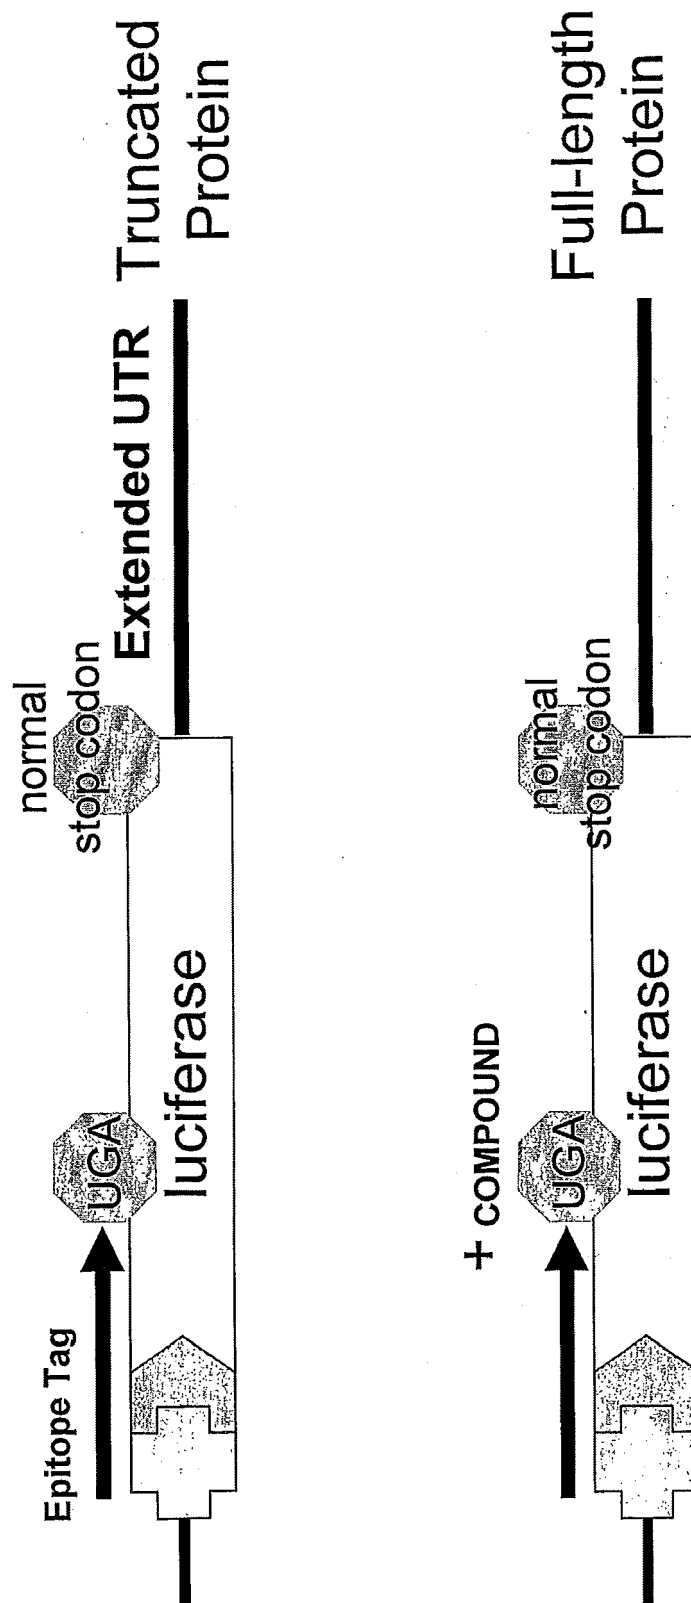 Epitope Tag
UGA
luciferase
normal
stop codon
Extended UTR
Truncated
Protein
+ COMPOUND
UGA
luciferase
normal
stop codon
Full-length
Protein